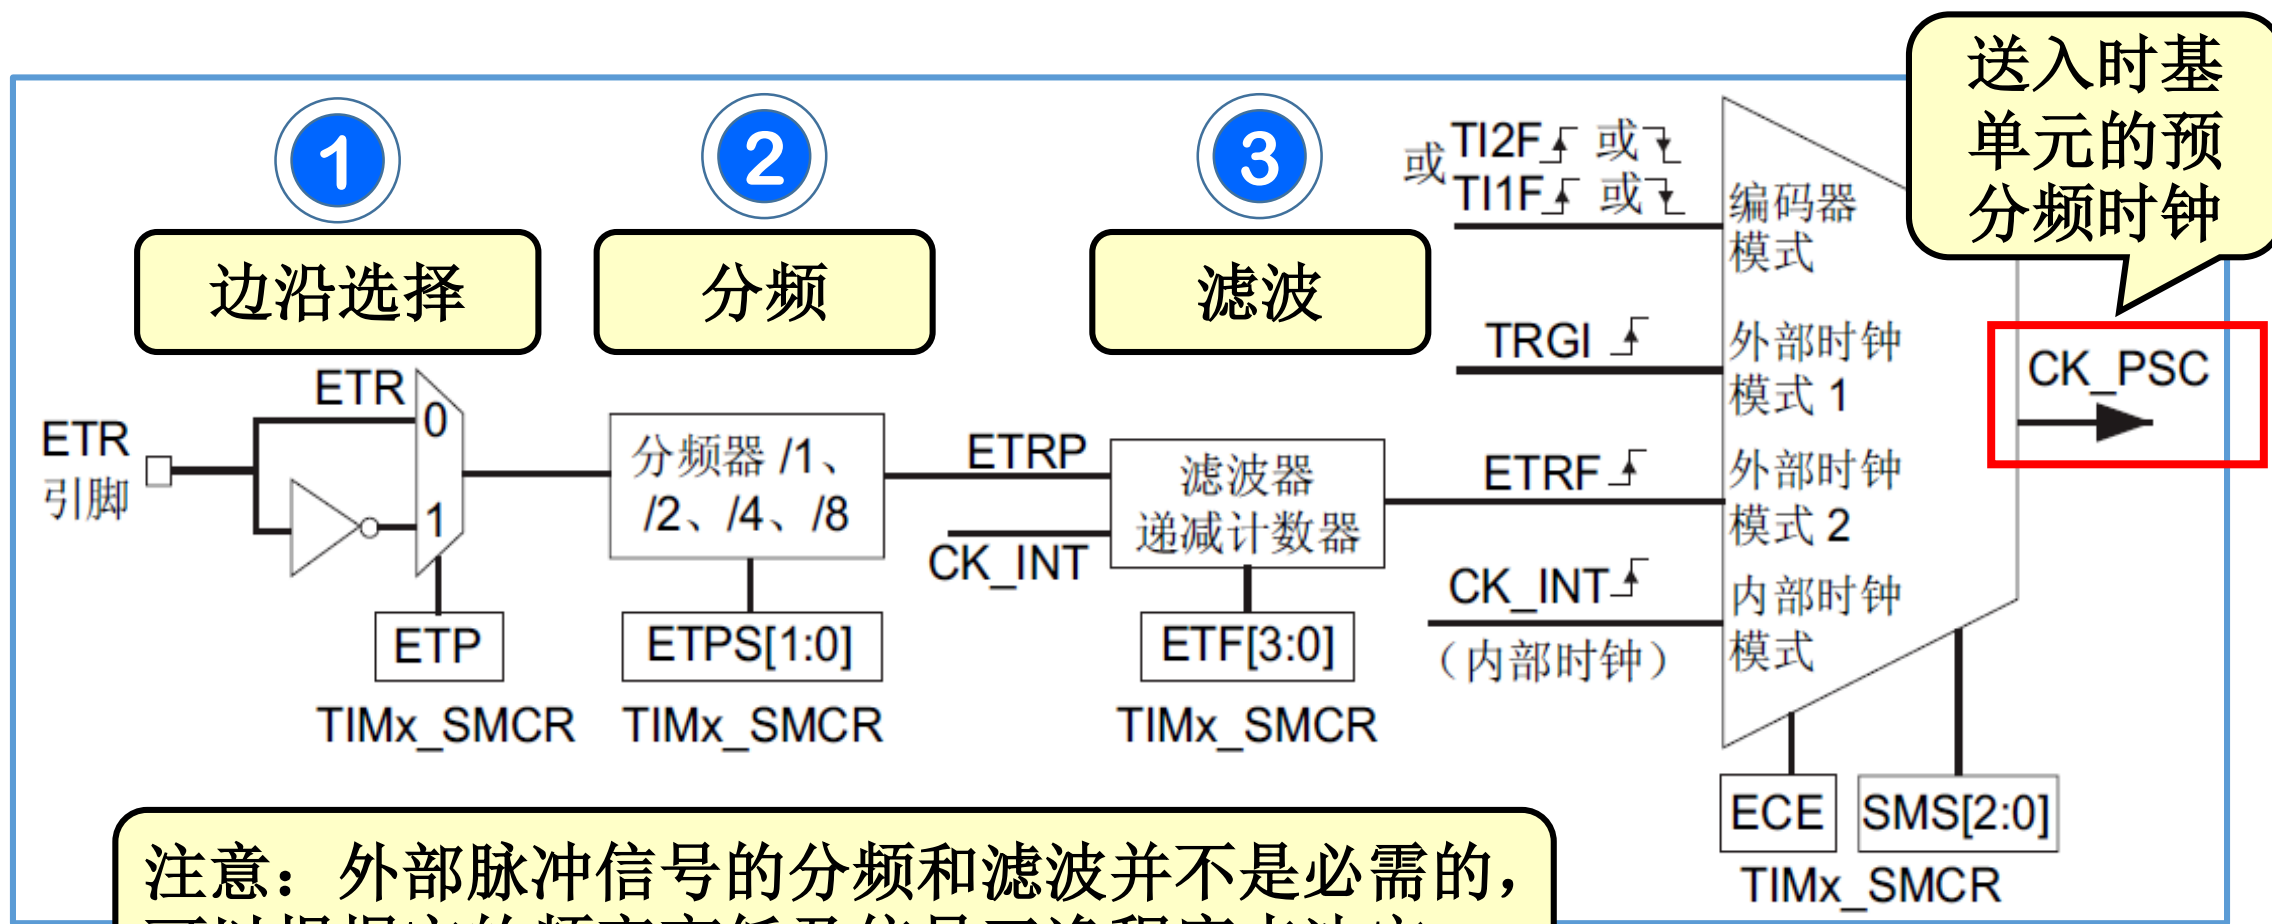 送入时基
单元的预
分频时钟
1
2
3
边沿选择
分频
滤波
或
TI2F 或
TI1F 或
编码器
模式
TRGI
外部时钟
模式 1
CK_PSC
ETR
ETR
引脚
0
1
分频器 /1、
/2、/4、/8
ETRP
CK_INT
滤波器
递减计数器
ETRF
外部时钟
模式 2
CK_INT
(内部时钟)
内部时钟
模式
ETP
ETPS[1:0]
ETF[3:0]
TIMx_SMCR
TIMx_SMCR
TIMx_SMCR
ECE
SMS[2:0]
TIMx_SMCR
注意：外部脉冲信号的分频和滤波并不是必需的，